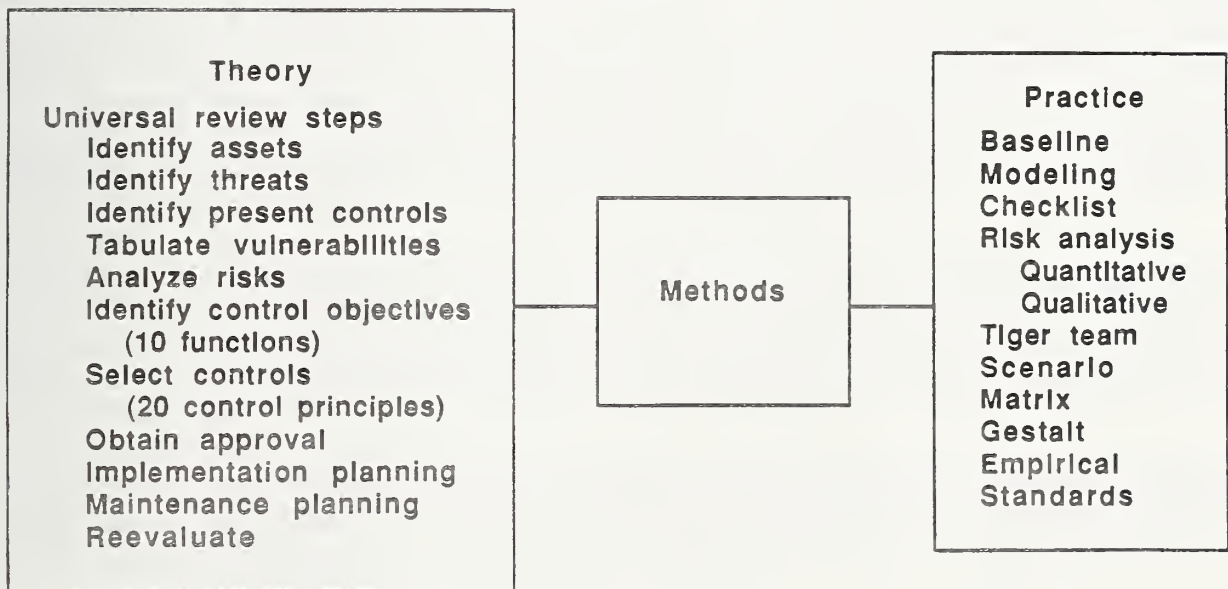 Theory
Universal review steps
Identify assets
Identify threats
Identify present controls
Tabulate vulnerabilities
Analyze risks
Identify control objectives
(10 functions)
Select controls
(20 control principles)
Obtain approval
Implementation planning
Maintenance planning
Reevaluate
Methods
Practice
Baseline
Modeling
Checklist
Risk analysis
Quantitative
Qualitative
Tiger team
Scenario
Matrix
Gestalt
Empirical
Standards